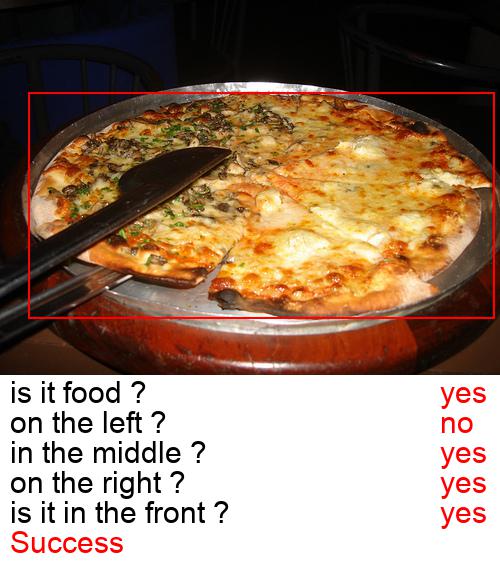 is it food ? yes
on the left ? no
in the middle ? yes
on the right ? yes
is it in the front ? yes
Success